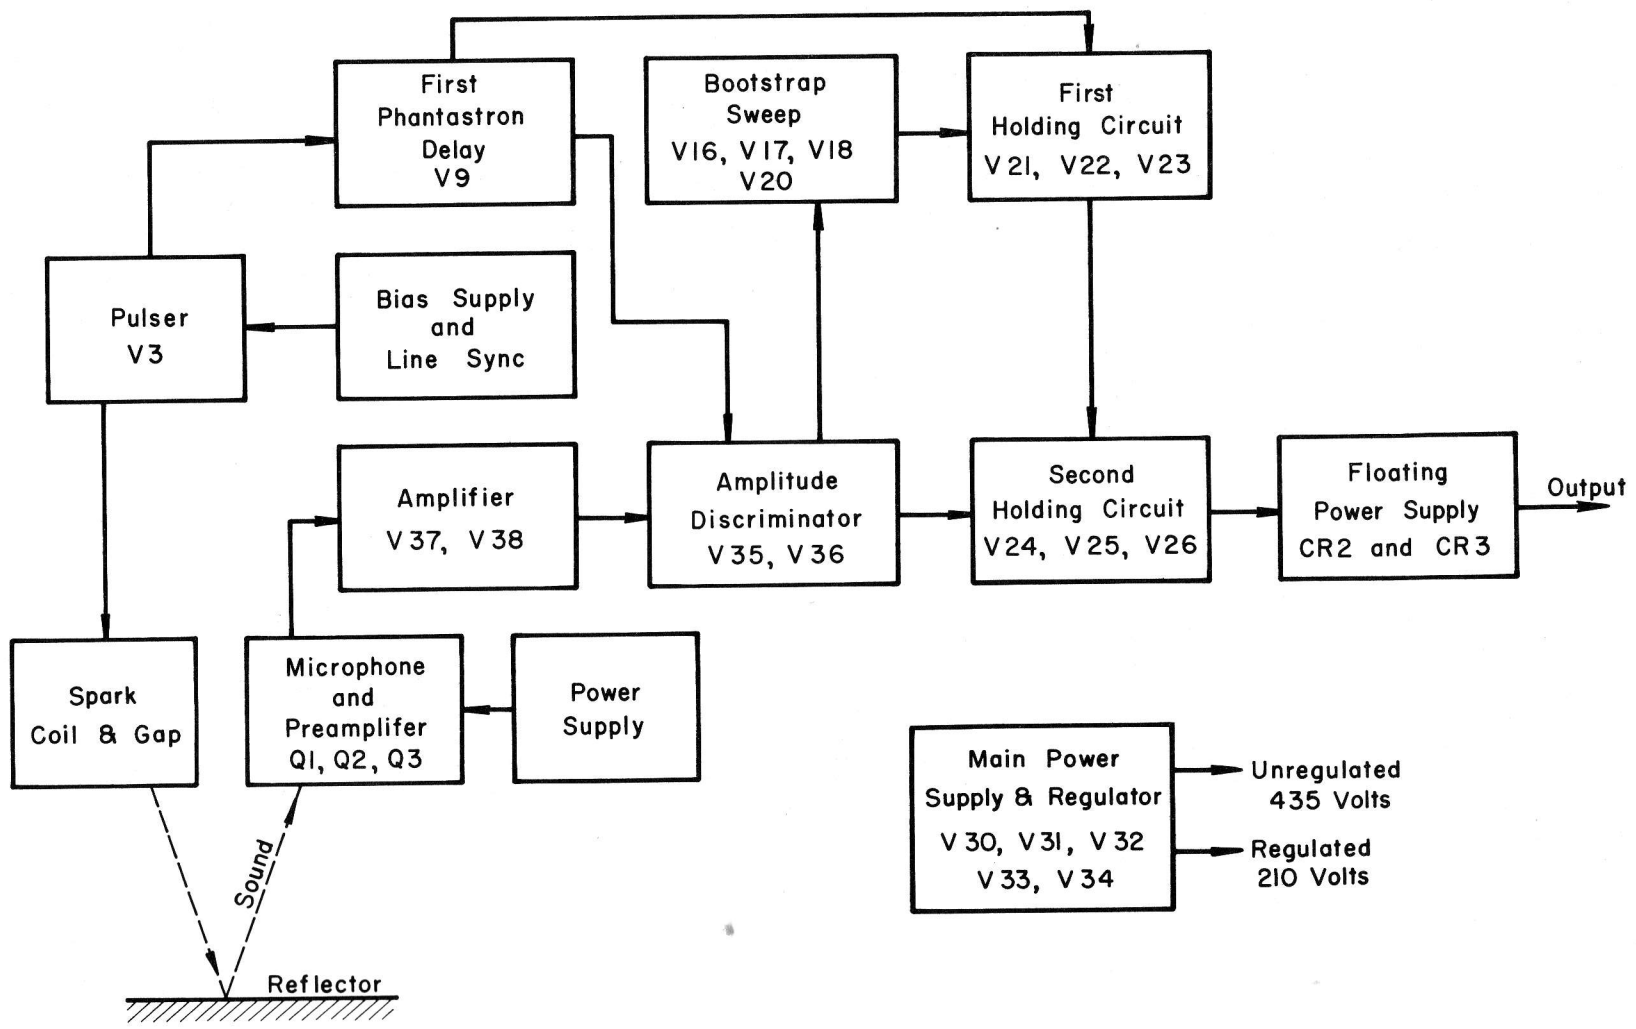 First
Phantastron
Delay
V9
Bootstrap
Sweep
V16, V17, V18
V20
First
Holding Circuit
V21, V22, V23
Pulser
V3
Bias Supply
and
Line Sync
Amplifier
V37, V38
Amplitude
Discriminator
V35, V36
Second
Holding Circuit
V24, V25, V26
Floating
Power Supply
CR2 and CR3
Output
Spark
Coil & Gap
Microphone
and
Preamplifer
Q1, Q2, Q3
Power
Supply
Main Power
Supply & Regulator
V30, V31, V32
V33, V34
Unregulated
435 Volts
Regulated
210 Volts
Sound
Reflector